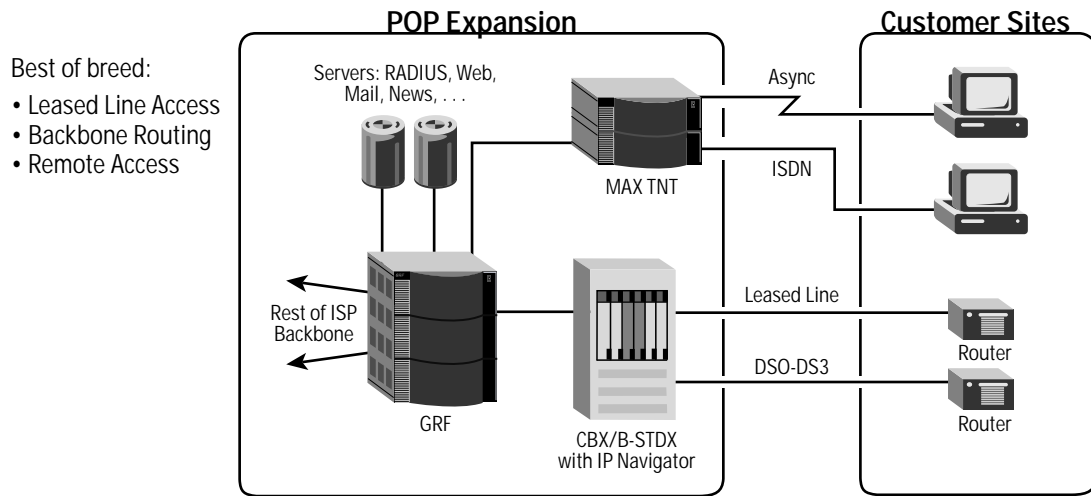 POP Expansion
Customer Sites
Best of breed:
• Leased Line Access
• Backbone Routing
• Remote Access
Servers: RADIUS, Web,
Mail, News, . . .
MAX TNT
Async
ISDN
Rest of ISP
Backbone
GRF
CBX/B-STDX
with IP Navigator
Leased Line
DSO-DS3
Router
Router